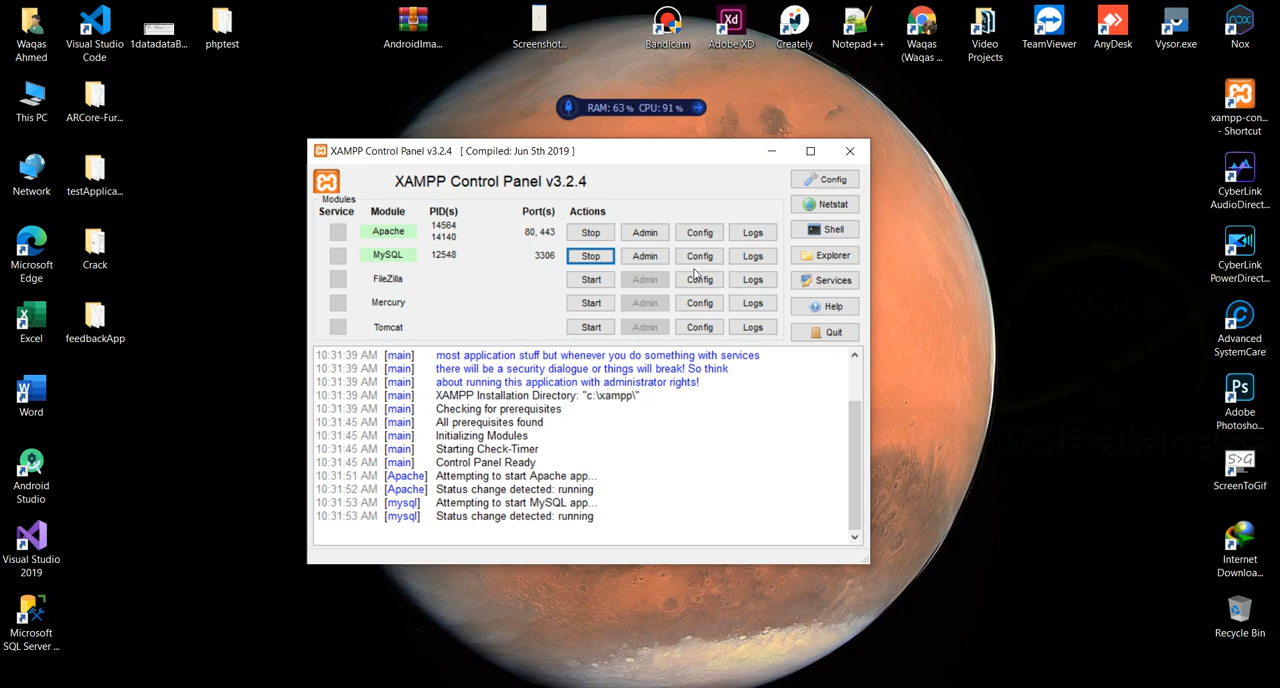 Waqas
Ahmed
Visual Studio
Code
1datadataB...
phptest
AndroidIma...
Screenshot...
Bandicam
Adobe XD
Creately
Notepad++
Waqas
(Waqas ...
Video
Projects
TeamViewer
AnyDesk
Vysor.exe
Nox
This PC
ARCore-Fur...
xampp-con...
- Shortcut
RAM: 63% CPU: 91%
Network
testApplica...
CyberLink
AudioDirect...
Microsoft
Edge
Crack
CyberLink
PowerDirect...
Excel
feedbackApp
Advanced
SystemCare
Word
Ps
Adobe
Photosho...
Android
Studio
S>G
ScreenToGif
Visual Studio
2019
Internet
Downloa...
Microsoft
SQL Server ...
Recycle Bin
XAMPP Control Panel v3.2.4 [ Compiled: Jun 5th 2019 ]
XAMPP Control Panel v3.2.4
Config
Modules
Service Module PID(s) Port(s) Actions
Netstat
Apache 14564 14140 80, 443 Stop Admin Config Logs
Shell
MySQL 12548 3306 Stop Admin Config Logs
Explorer
FileZilla Start Admin Config Logs
Services
Mercury Start Admin Config Logs
Help
Tomcat Start Admin Config Logs
Quit
10:31:39 AM [main] most application stuff but whenever you do something with services
10:31:39 AM [main] there will be a security dialogue or things will break! So think
10:31:39 AM [main] about running this application with administrator rights!
10:31:39 AM [main] XAMPP Installation Directory: "c:\xampp\"
10:31:39 AM [main] Checking for prerequisites
10:31:45 AM [main] All prerequisites found
10:31:45 AM [main] Initializing Modules
10:31:45 AM [main] Starting Check-Timer
10:31:45 AM [main] Control Panel Ready
10:31:51 AM [Apache] Attempting to start Apache app...
10:31:52 AM [Apache] Status change detected: running
10:31:53 AM [mysql] Attempting to start MySQL app...
10:31:53 AM [mysql] Status change detected: running